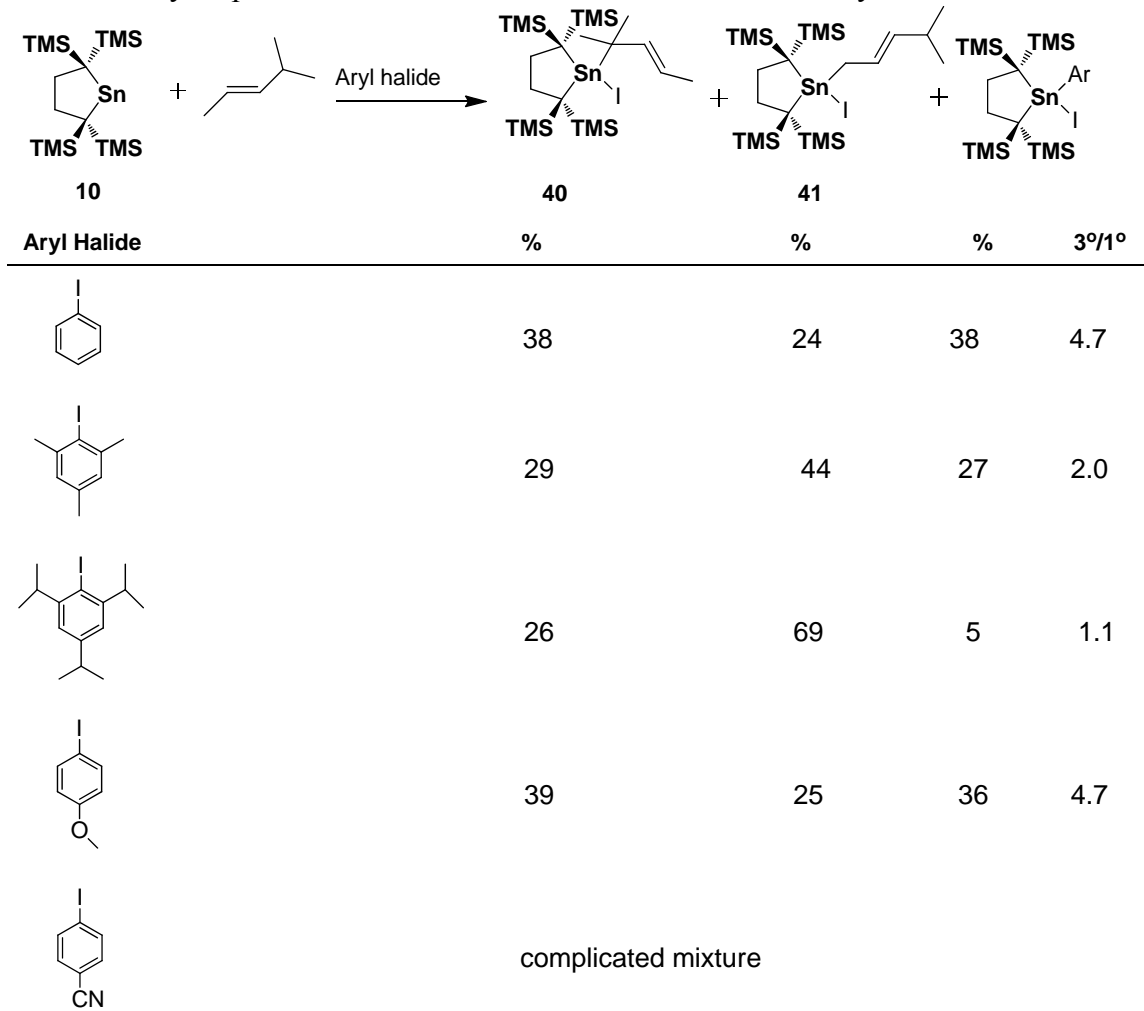 TMS TMS TMS TMS TMS TMS TMS TMS
Sn + Aryl halide Sn + Sn + Sn Ar
I I I
TMS TMS TMS TMS TMS TMS TMS TMS
10 40 41
Aryl Halide % % % 3º/1º
I
38 24 38 4.7
I
29 44 27 2.0
I
26 69 5 1.1
I
39 25 36 4.7
O
I
complicated mixture
CN